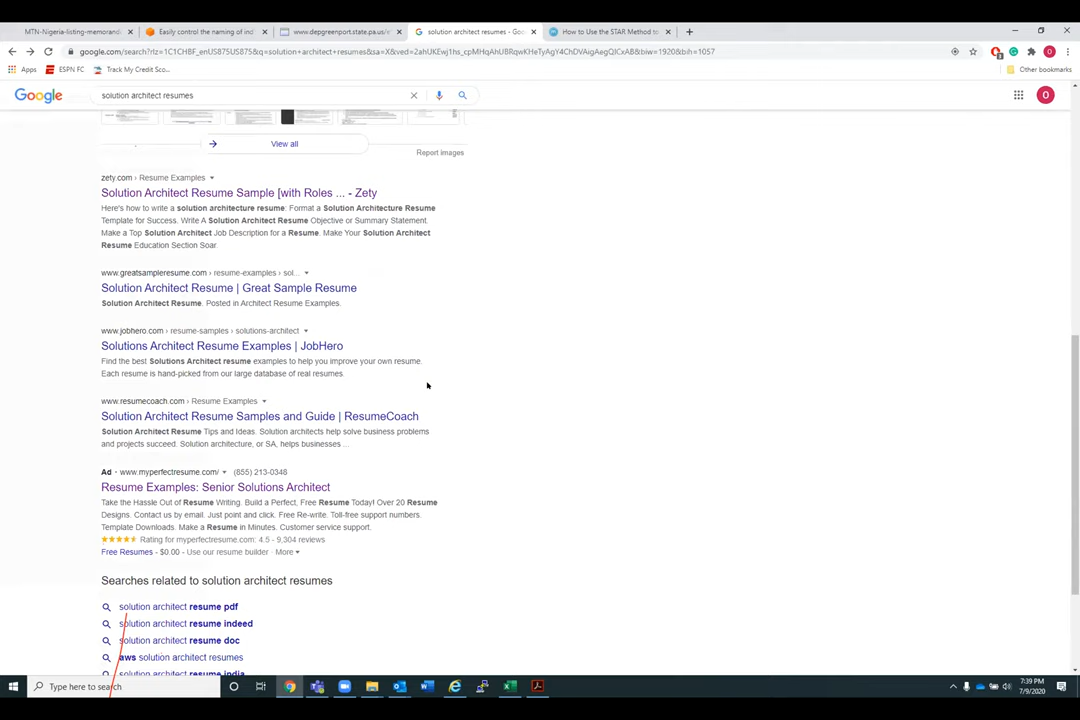 MTN-Nigeria-listing-memorand
Easily control the naming of ind
www.depgreenport.state.pa.us/e
solution architect resumes - Goo
How to Use the STAR Method to
google.com/search?rlz=1C1CHBF_enUS875US875&q=solution+architect+resumes&sa=X&ved=2ahUKEwj1hs_cpMHqAhUBRqwKHeTyAgY4ChDVAigAegQICxAB&biw=1920&bih=1057
Apps ESPN FC Track My Credit Sco... Other bookmarks
Google solution architect resumes
View all
Report images
zety.com › Resume Examples
Solution Architect Resume Sample [with Roles ... - Zety
Here's how to write a solution architecture resume: Format a Solution Architecture Resume
Template for Success. Write A Solution Architect Resume Objective or Summary Statement.
Make a Top Solution Architect Job Description for a Resume. Make Your Solution Architect
Resume Education Section Soar.
www.greatsampleresume.com › resume-examples › sol...
Solution Architect Resume | Great Sample Resume
Solution Architect Resume. Posted in Architect Resume Examples.
www.jobhero.com › resume-samples › solutions-architect
Solutions Architect Resume Examples | JobHero
Find the best Solutions Architect resume examples to help you improve your own resume.
Each resume is hand-picked from our large database of real resumes.
www.resumecoach.com › Resume Examples
Solution Architect Resume Samples and Guide | ResumeCoach
Solution Architect Resume Tips and Ideas. Solution architects help solve business problems
and projects succeed. Solution architecture, or SA, helps businesses ...
Ad · www.myperfectresume.com/ (855) 213-0348
Resume Examples: Senior Solutions Architect
Take the Hassle Out of Resume Writing. Build a Perfect, Free Resume Today! Over 20 Resume
Designs. Contact us by email. Just point and click. Free Re-write. Toll-free support numbers.
Template Downloads. Make a Resume in Minutes. Customer service support.
Rating for myperfectresume.com: 4.5 - 9,304 reviews
Free Resumes - $0.00 - Use our resume builder · More
Searches related to solution architect resumes
solution architect resume pdf
solution architect resume indeed
solution architect resume doc
aws solution architect resumes
solution architect resume india
Type here to search
7:39 PM
7/9/2020